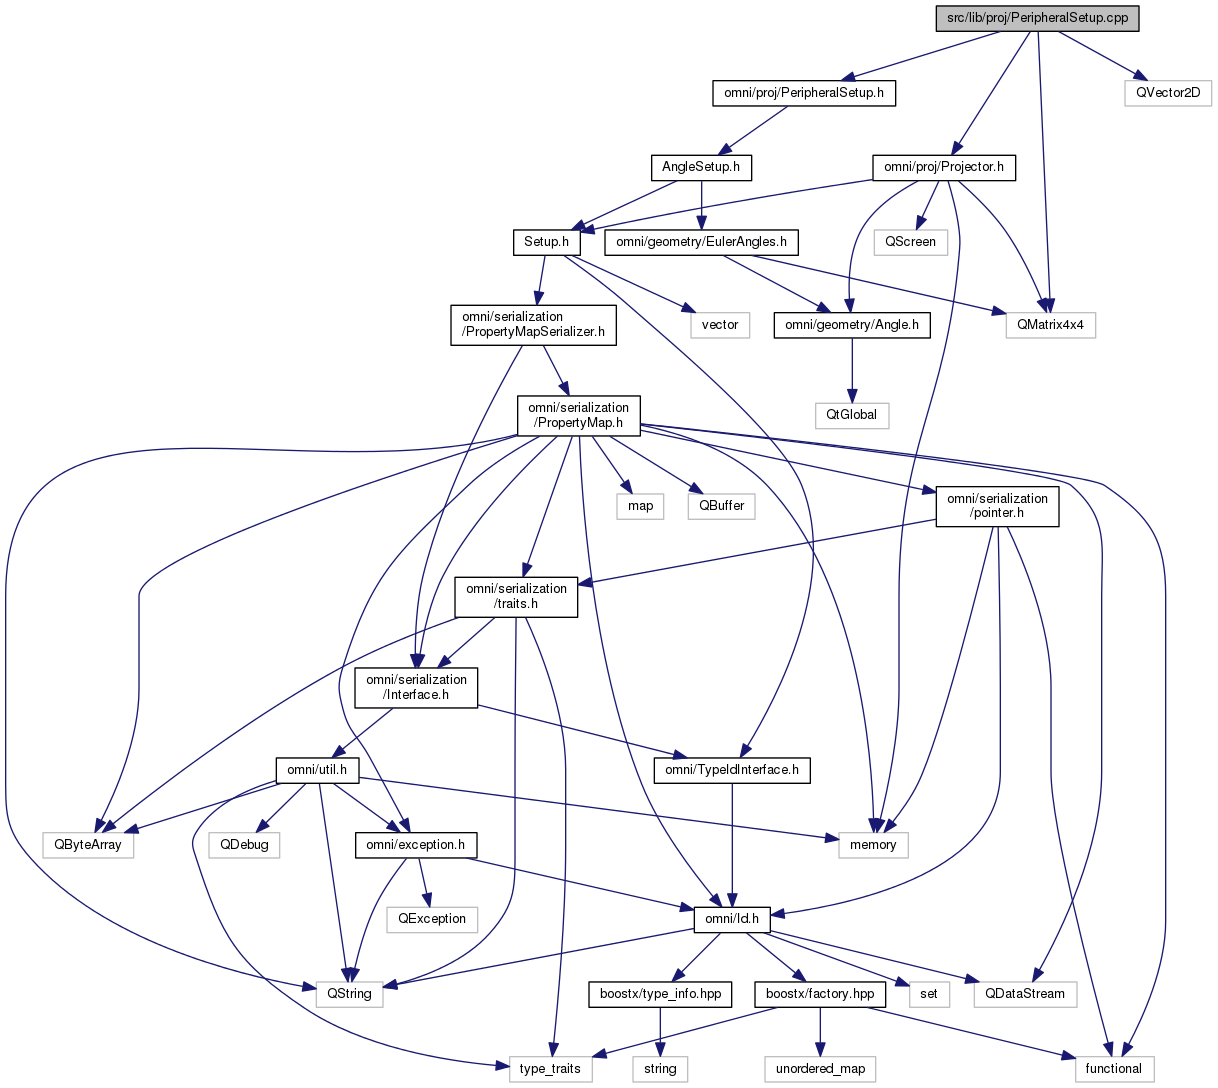 src/lib/proj/PeripheralSetup.cpp
omni/proj/PeripheralSetup.h
QVector2D
AngleSetup.h
omni/proj/Projector.h
Setup.h
omni/geometry/EulerAngles.h
QScreen
omni/serialization
/PropertyMapSerializer.h
vector
omni/geometry/Angle.h
QMatrix4x4
omni/serialization
/PropertyMap.h
QtGlobal
map
QBuffer
omni/serialization
/pointer.h
omni/serialization
/traits.h
omni/serialization
/Interface.h
omni/util.h
omni/TypeIdInterface.h
QByteArray
QDebug
omni/exception.h
memory
QException
omni/Id.h
QString
boostx/type_info.hpp
boostx/factory.hpp
set
QDataStream
type_traits
string
unordered_map
functional